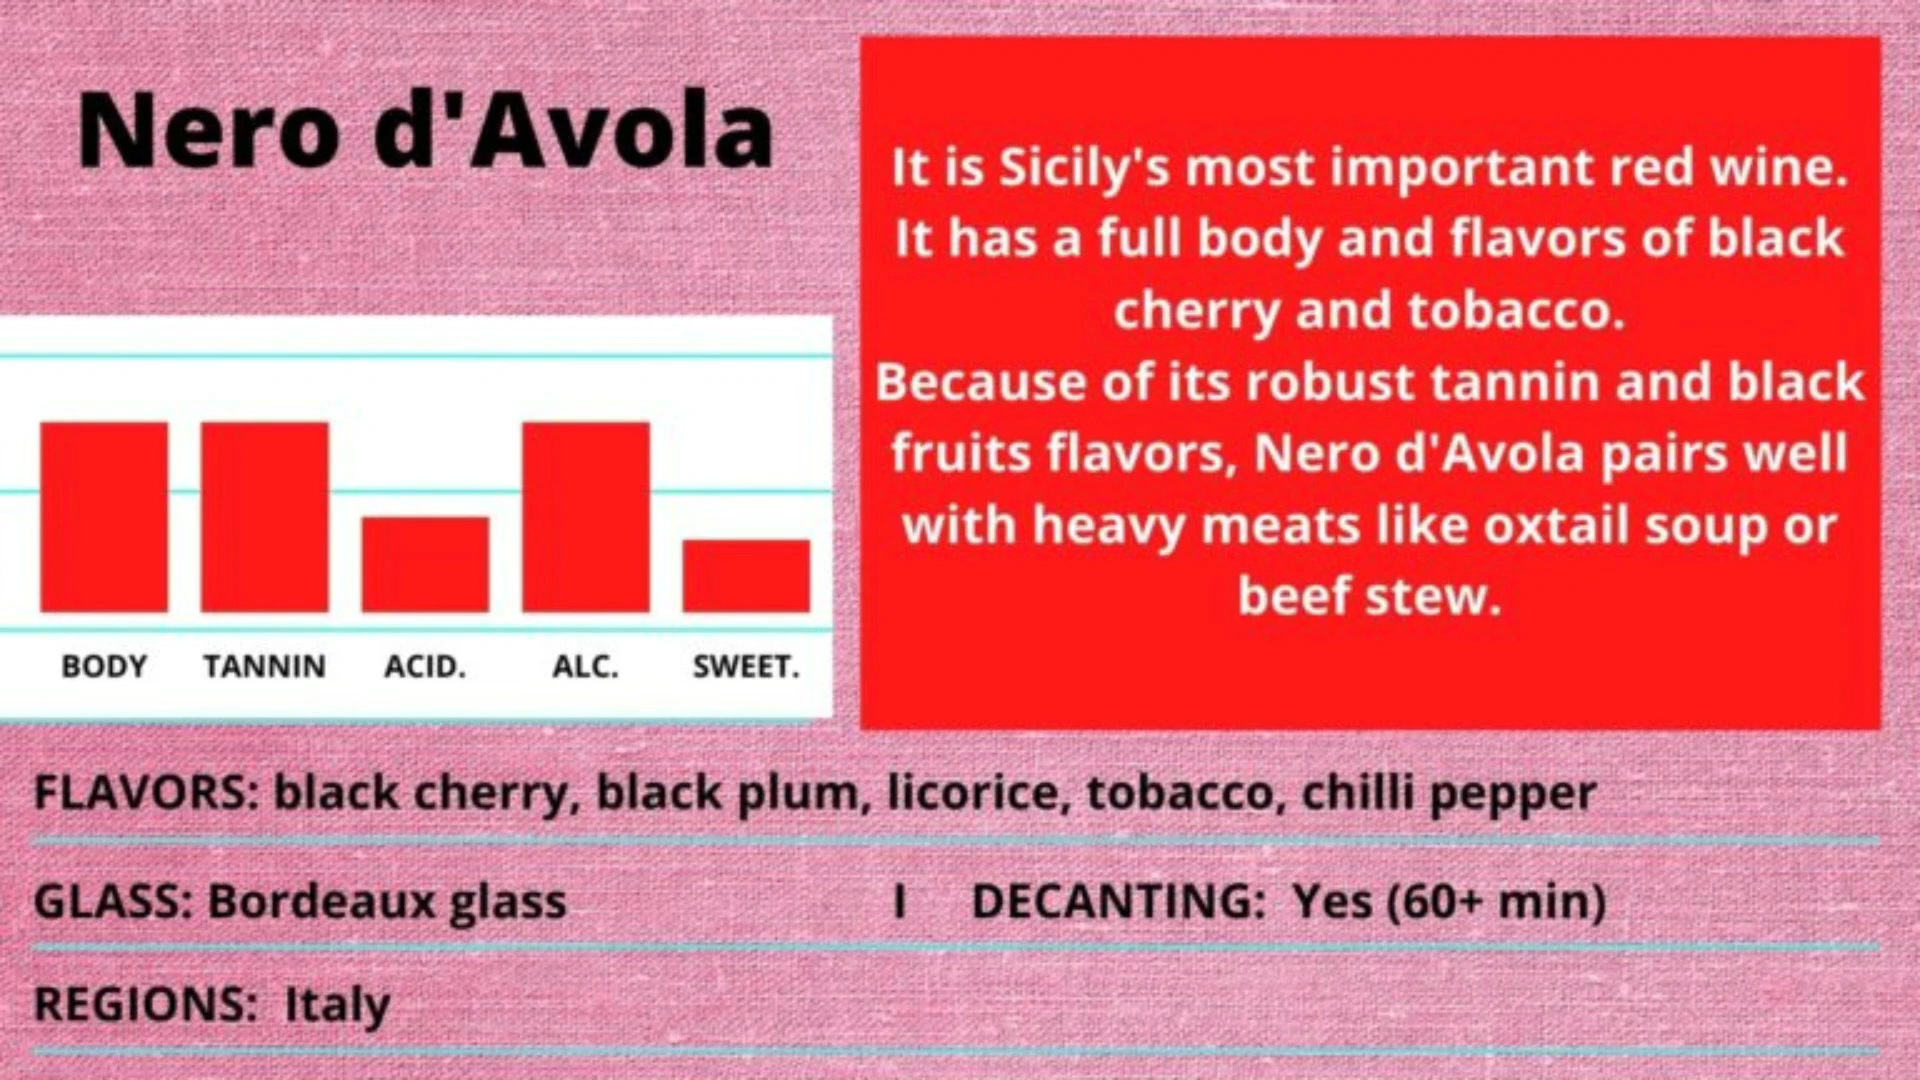 Nero d'Avola
It is Sicily's most important red wine.
It has a full body and flavors of black
cherry and tobacco.
Because of its robust tannin and black
fruits flavors, Nero d'Avola pairs well
with heavy meats like oxtail soup or
beef stew.
BODY TANNIN ACID. ALC. SWEET.
FLAVORS: black cherry, black plum, licorice, tobacco, chilli pepper
GLASS: Bordeaux glass I DECANTING: Yes (60+ min)
REGIONS: Italy